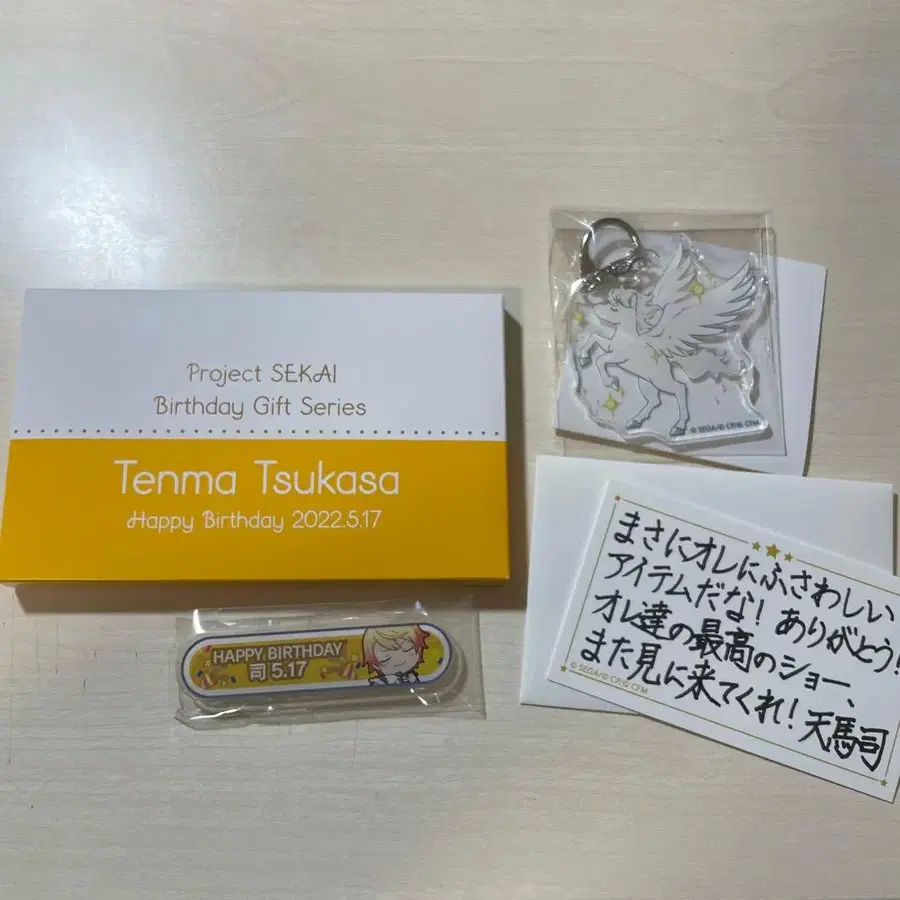 Project SEKAI
Birthday Gift Series
Tenma Tsukasa
Happy Birthday 2022.5.17
© SEGA/© CP/© CFM
HAPPY BIRTHDAY
司 5.17
まさにオレにふさわしい
アイテムだな！ありがとう！
オレ達の最高のショー、
また見に来てくれ！天馬司
© SEGA/© CP/© CFM